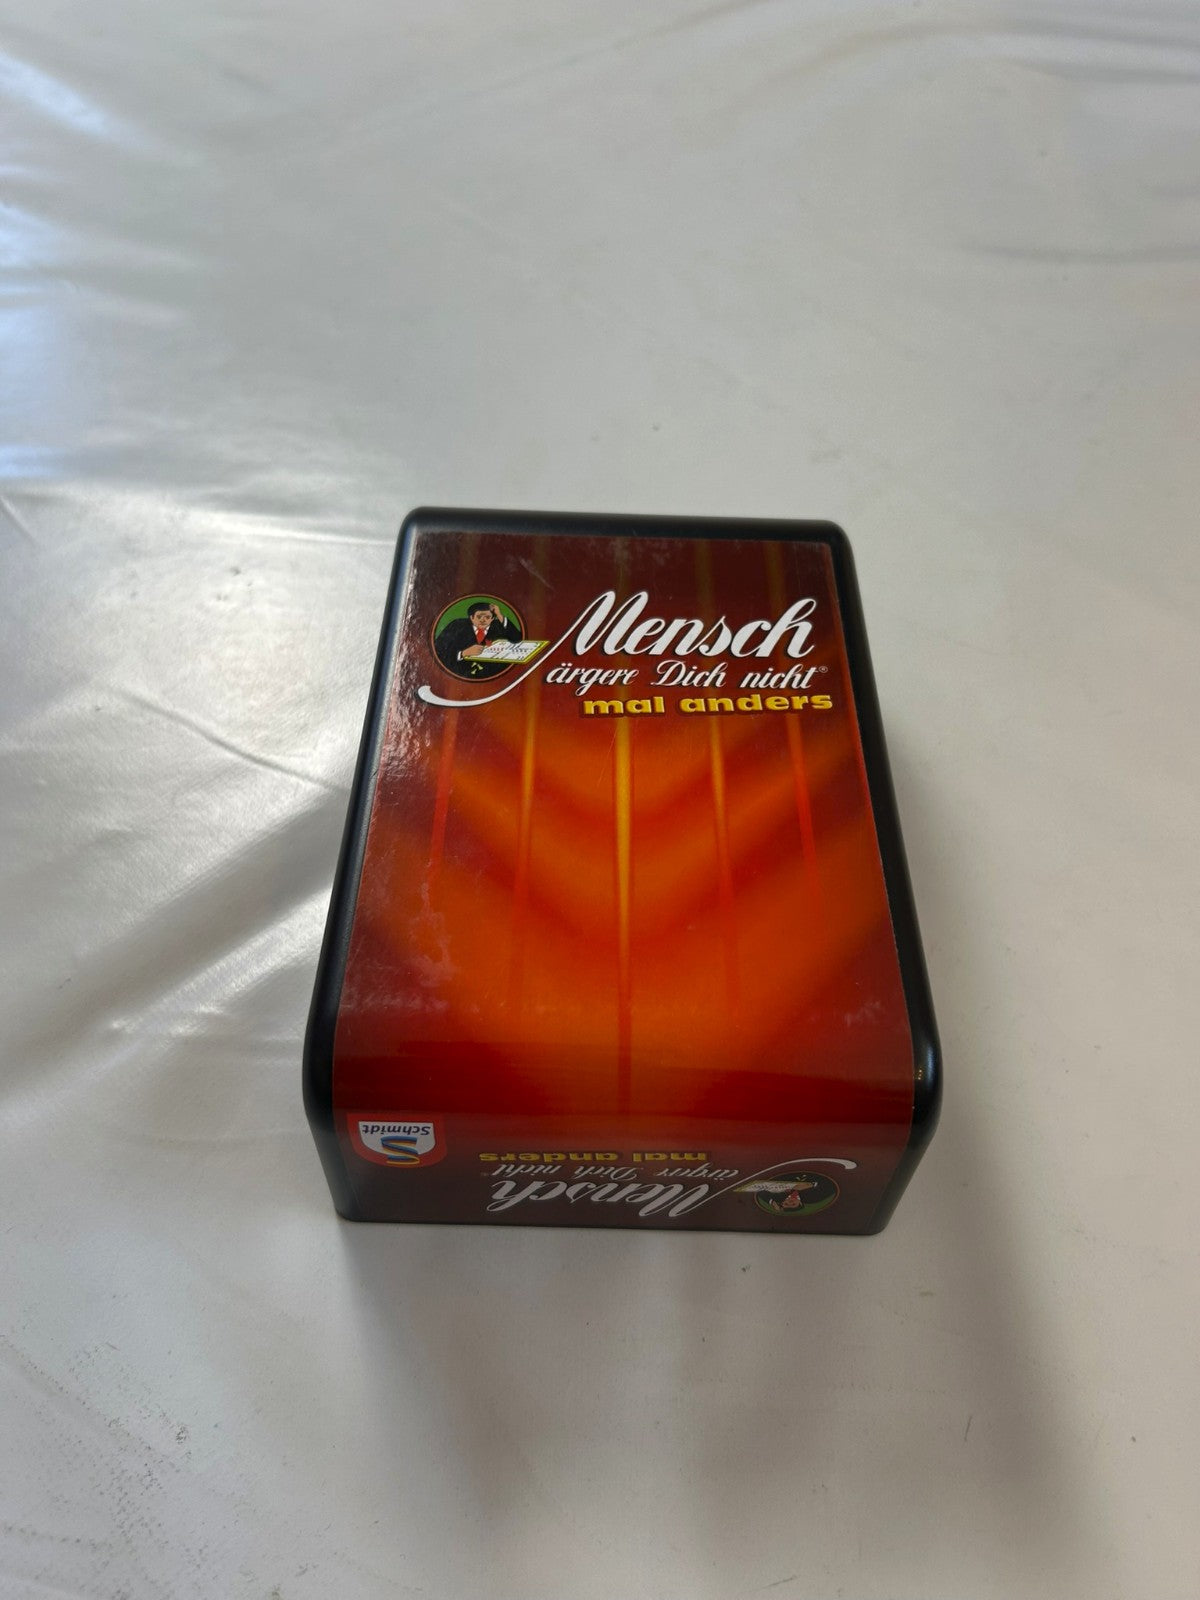 Mensch
ärgere Dich nicht®
mal anders
Schmidt
Mensch
ärgere Dich nicht®
mal anders